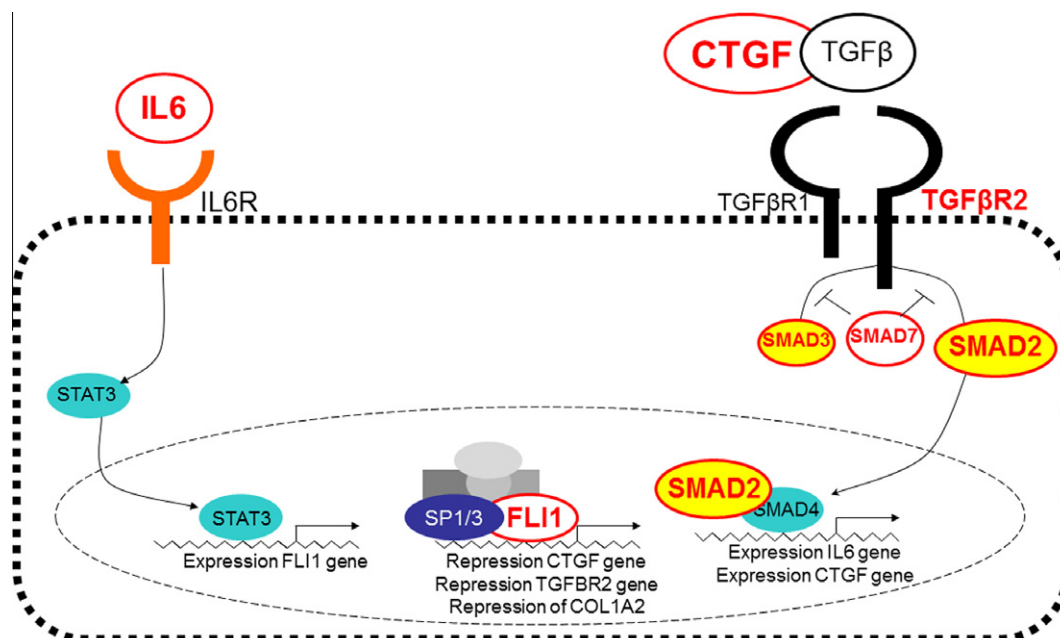 CTGF
TGFβ
IL6
IL6R
TGFβR1
TGFβR2
SMAD3
SMAD7
SMAD2
STAT3
STAT3
Expression FLI1 gene
SP1/3
FLI1
Repression CTGF gene
Repression TGFBR2 gene
Repression of COL1A2
SMAD2
SMAD4
Expression IL6 gene
Expression CTGF gene